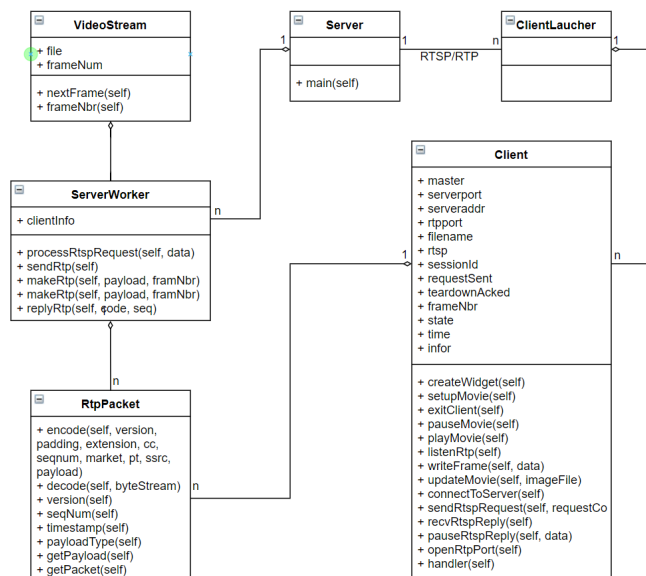 VideoStream
+ file
+ frameNum
+ nextFrame(self)
+ frameNbr(self)
Server
+ main(self)
1
1
n
1
RTSP/RTP
ClientLaucher
ServerWorker
+ clientInfo
+ processRtspRequest(self, data)
+ sendRtp(self)
+ makeRtp(self, payload, framNbr)
+ makeRtp(self, payload, framNbr)
+ replyRtp(self, code, seq)
n
n
RtpPacket
+ encode(self, version,
padding, extension, cc,
seqnum, market, pt, ssrc,
payload)
+ decode(self, byteStream)
+ version(self)
+ seqNum(self)
+ timestamp(self)
+ payloadType(self)
+ getPayload(self)
+ getPacket(self)
n
1
n
Client
+ master
+ serverport
+ serveraddr
+ rtpport
+ filename
+ rtsp
+ sessionId
+ requestSent
+ teardownAcked
+ frameNbr
+ state
+ time
+ infor
+ createWidget(self)
+ setupMovie(self)
+ exitClient(self)
+ pauseMovie(self)
+ playMovie(self)
+ listenRtp(self)
+ writeFrame(self, data)
+ updateMovie(self, imageFile)
+ connectToServer(self)
+ sendRtspRequest(self, requestCo
+ recvRtspReply(self)
+ pauseRtspReply(self, data)
+ openRtpPort(self)
+ handler(self)